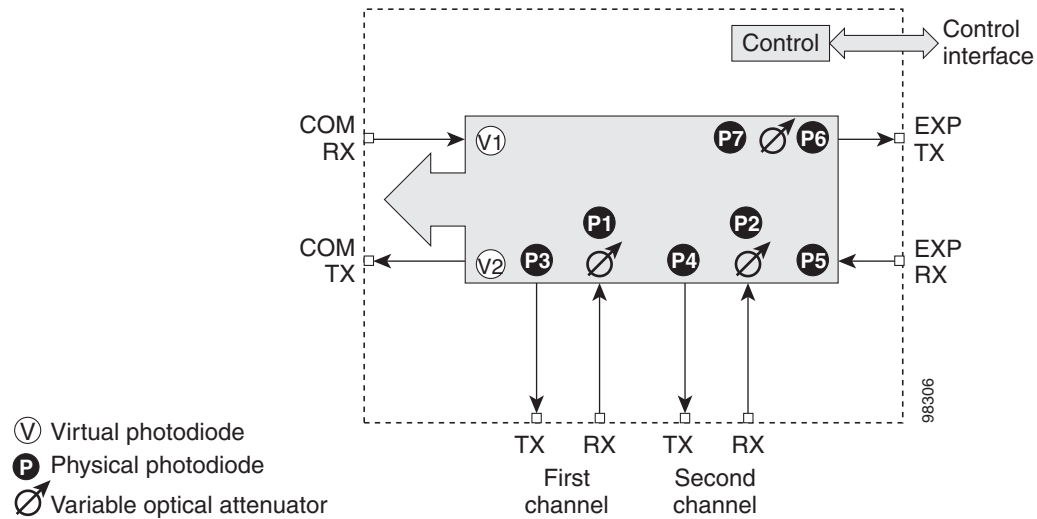 Control
Control
interface
COM
RX
V1
P7
P6
EXP
TX
P1
P2
COM
TX
V2
P3
P4
P5
EXP
RX
98306
TX
RX
TX
RX
First
channel
Second
channel
V Virtual photodiode
P Physical photodiode
Variable optical attenuator